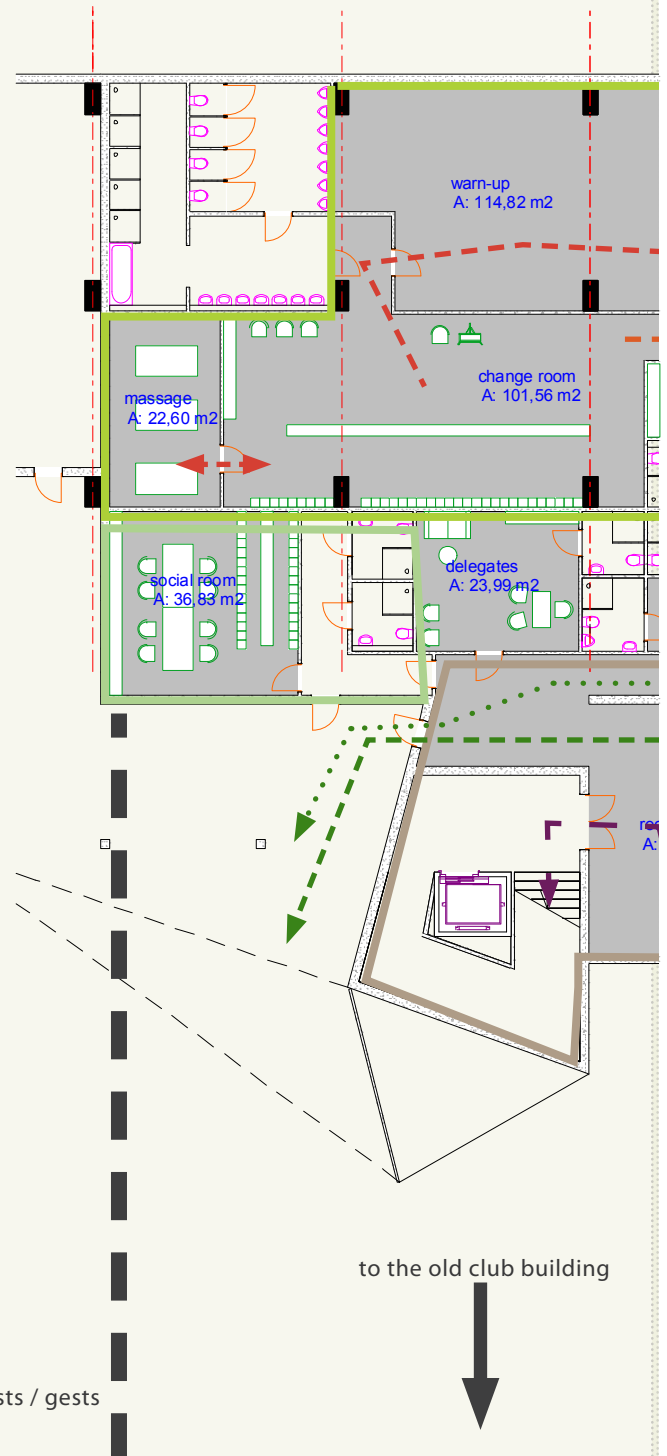 warn-up
A: 114,82 m2
change room
A: 101,56 m2
massage
A: 22,60 m2
delegates
A: 23,99 m2
social room
A: 36,83 m2
A:
to the old club building
/ gests